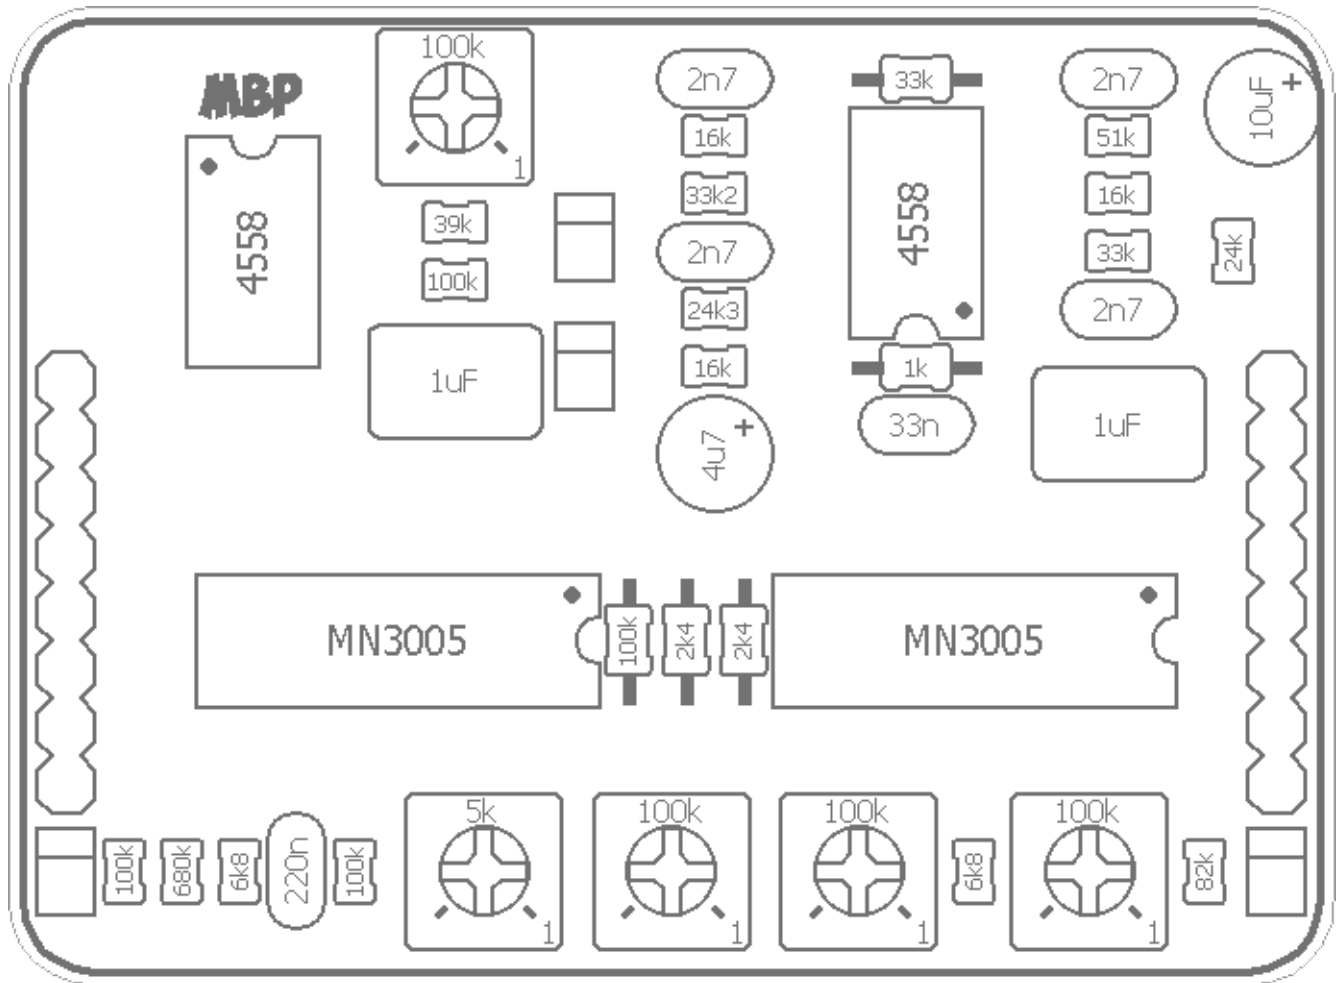 100k
2n7
33k
2n7
10uF
+
MBP
16k
51k
1
33k2
16k
39k
4558
4558
2n7
33k
24k
100k
24k3
2n7
1uF
16k
1k
4u7
+
33n
1uF
MN3005
100k
2k4
2k4
MN3005
5k
100k
100k
100k
100k
680k
6k8
220n
100k
6k8
82k
1
1
1
1